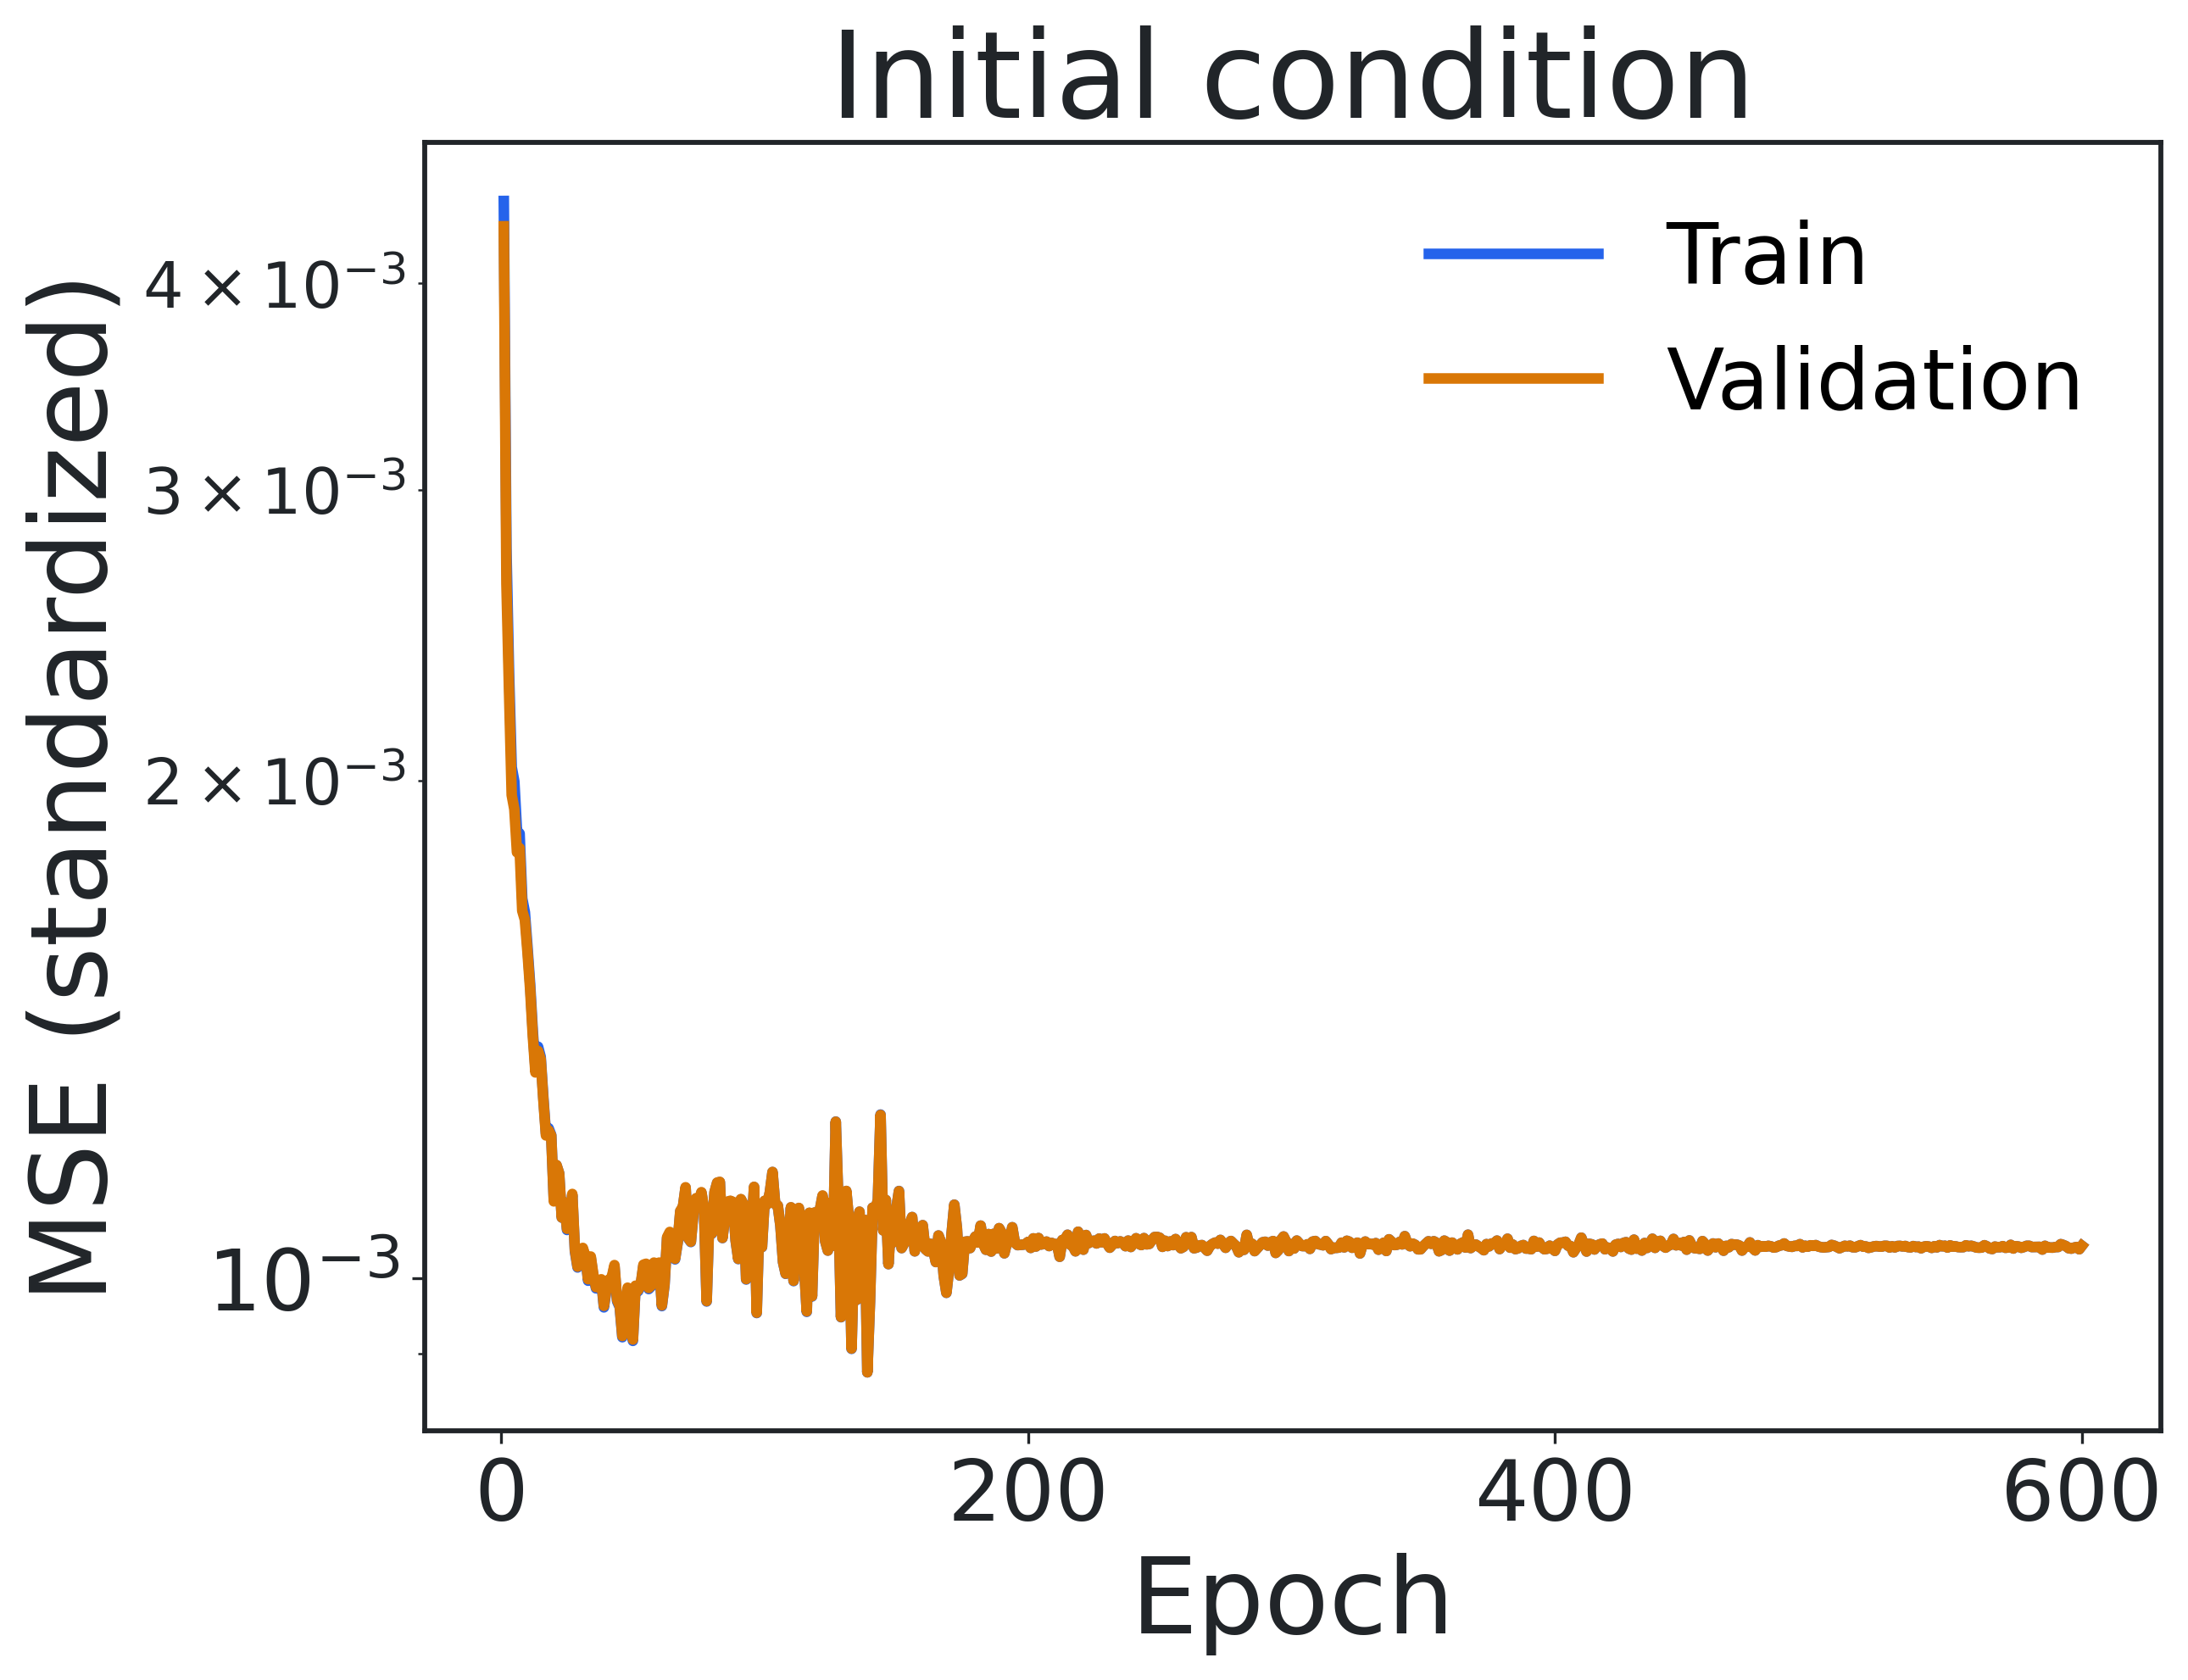 Initial condition
MSE (standardized)
4 × 10⁻³
3 × 10⁻³
2 × 10⁻³
10⁻³
Train
Validation
0 200 400 600
Epoch